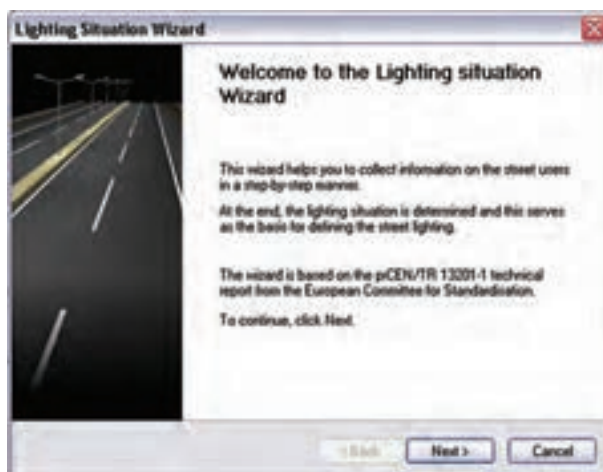 Lighting Situation Wizard
Welcome to the Lighting situation
Wizard
This wizard helps you to collect information on the street users
in a step-by-step manner.
At the end, the lighting situation is determined and this serves
as the basis for defining the street lighting.
The wizard is based on the prCEN/TR 13201-1 technical
report from the European Committee for Standardisation.
To continue, click Next.
< Back
Next >
Cancel